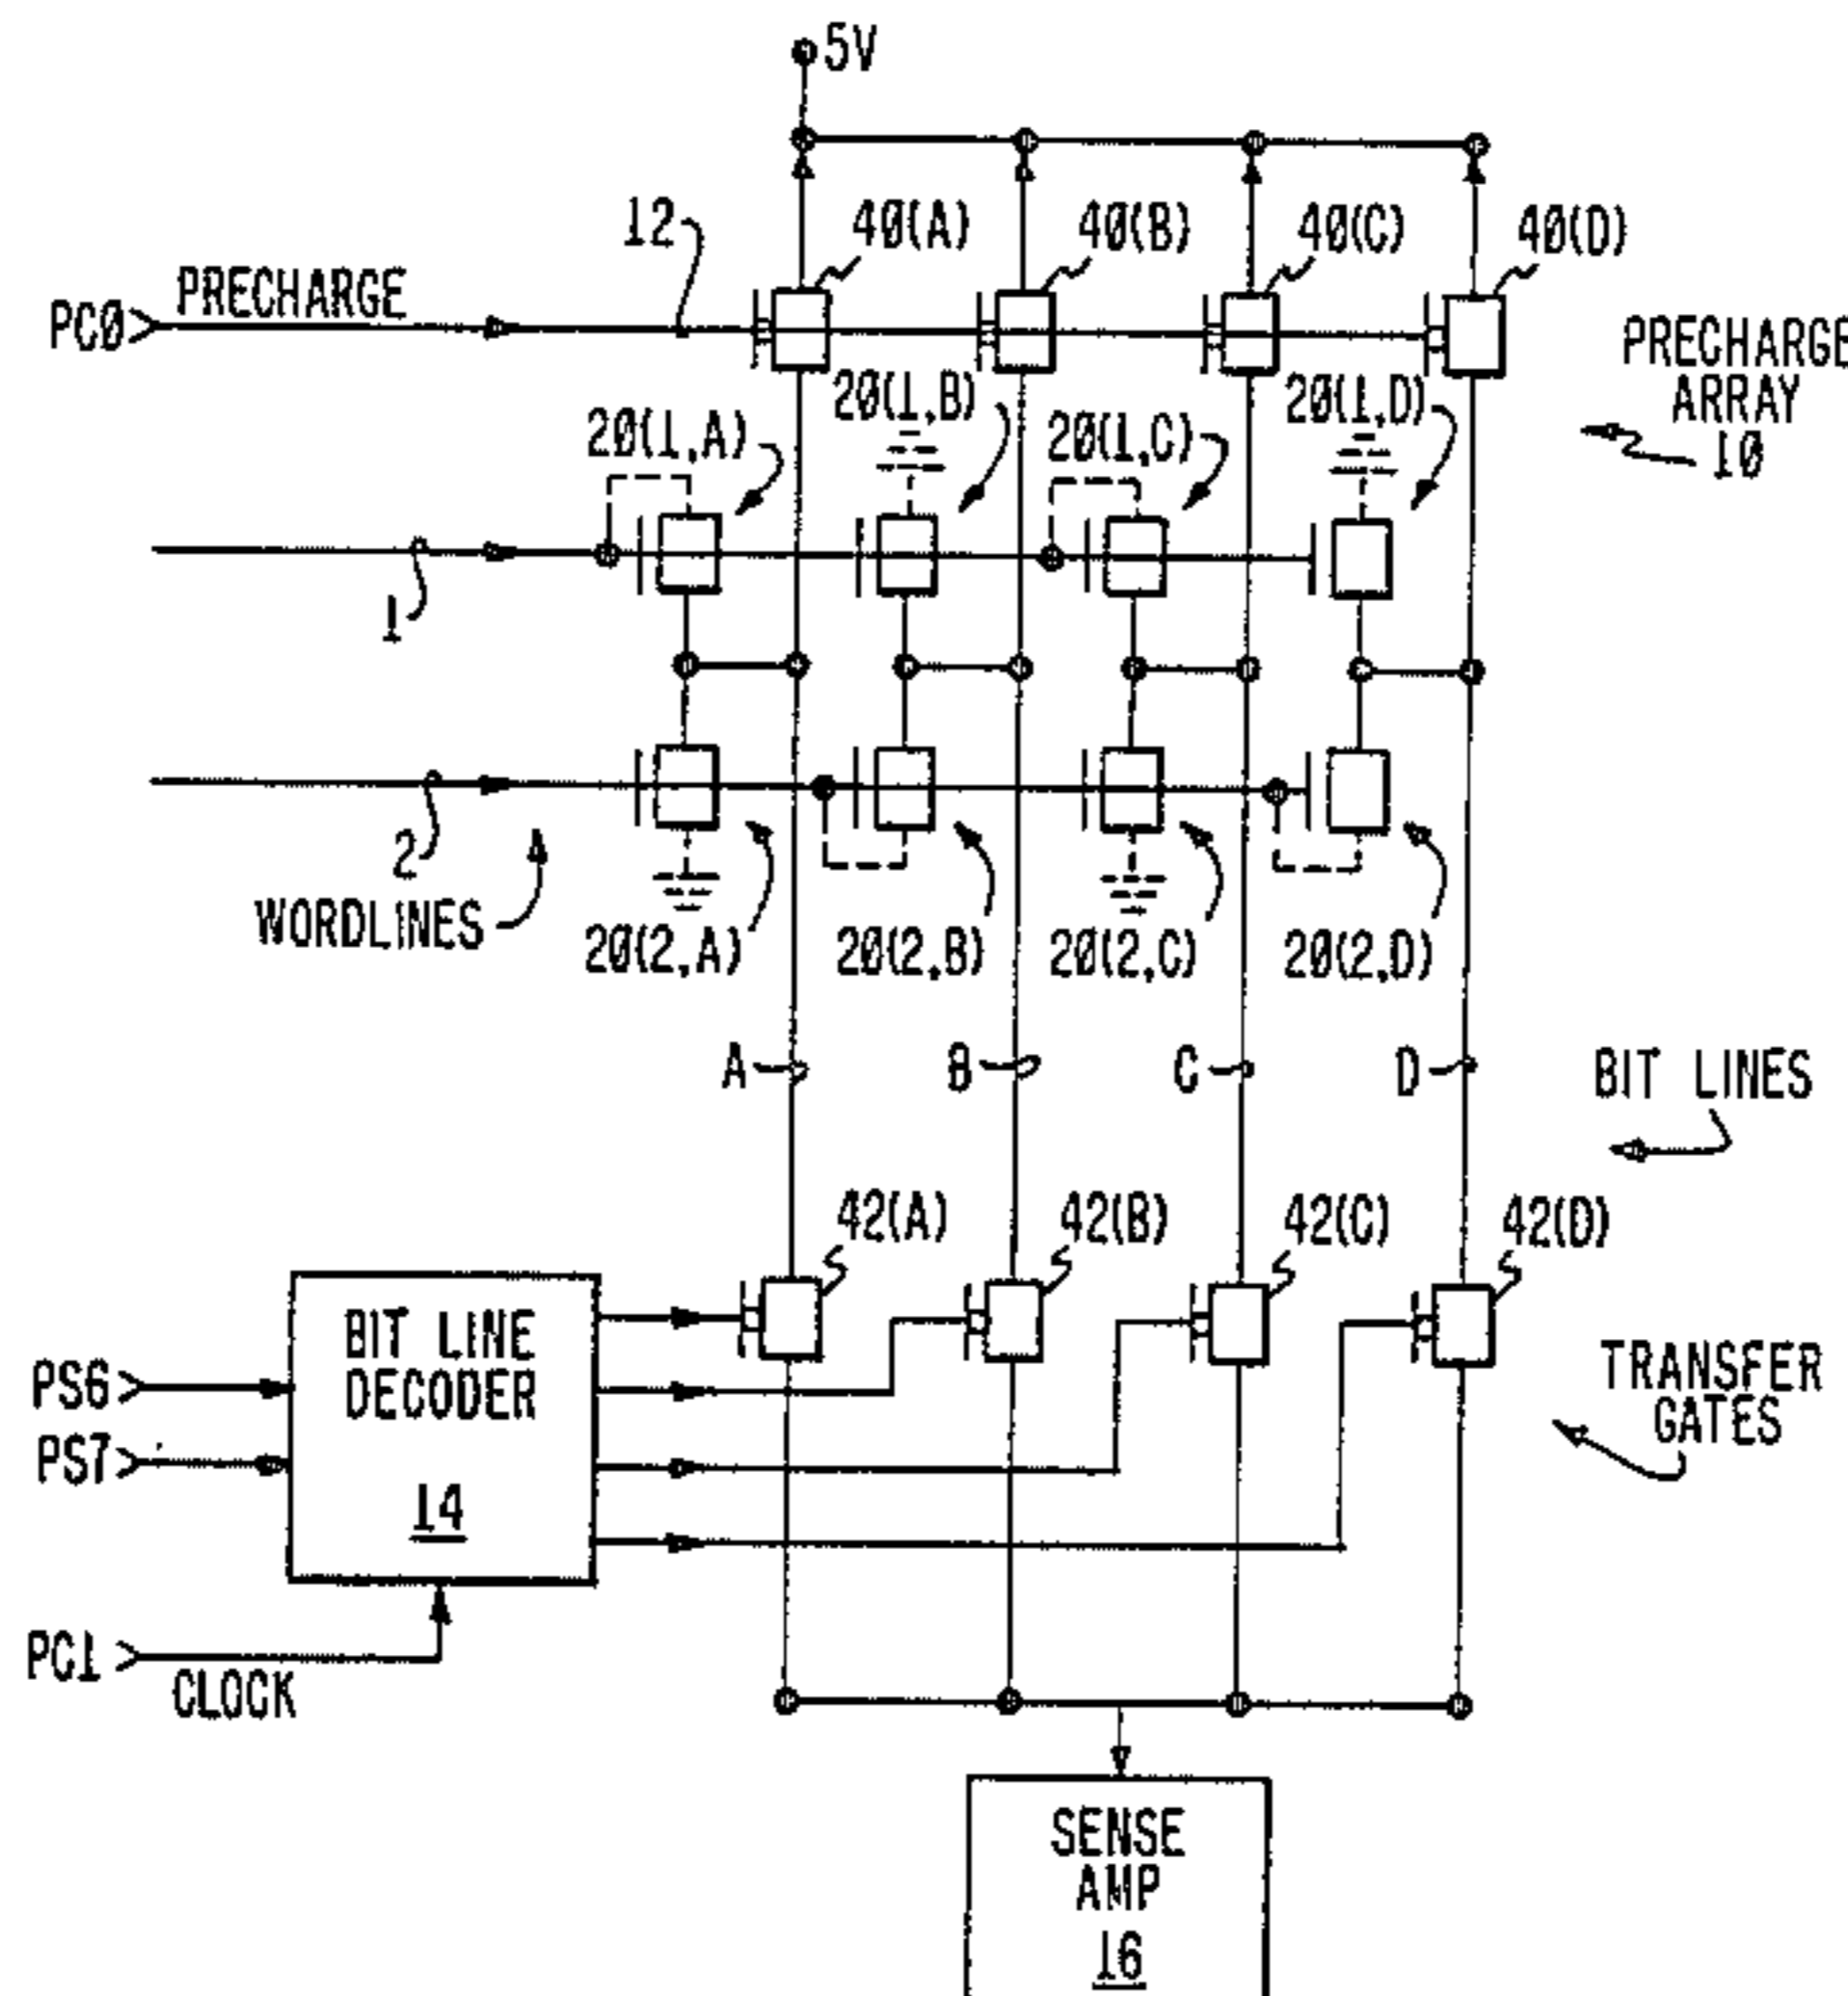 5V
40(A)
40(B)
40(C)
40(D)
12
PC0
PRECHARGE
PRECHARGE
ARRAY
10
20(1,A)
20(1,B)
20(1,C)
20(1,D)
1
2
WORDLINES
20(2,A)
20(2,B)
20(2,C)
20(2,D)
A
B
C
D
BIT LINES
42(A)
42(B)
42(C)
42(D)
BIT LINE
DECODER
14
PS6
PS7
TRANSFER
GATES
PC1
CLOCK
SENSE
AMP
16